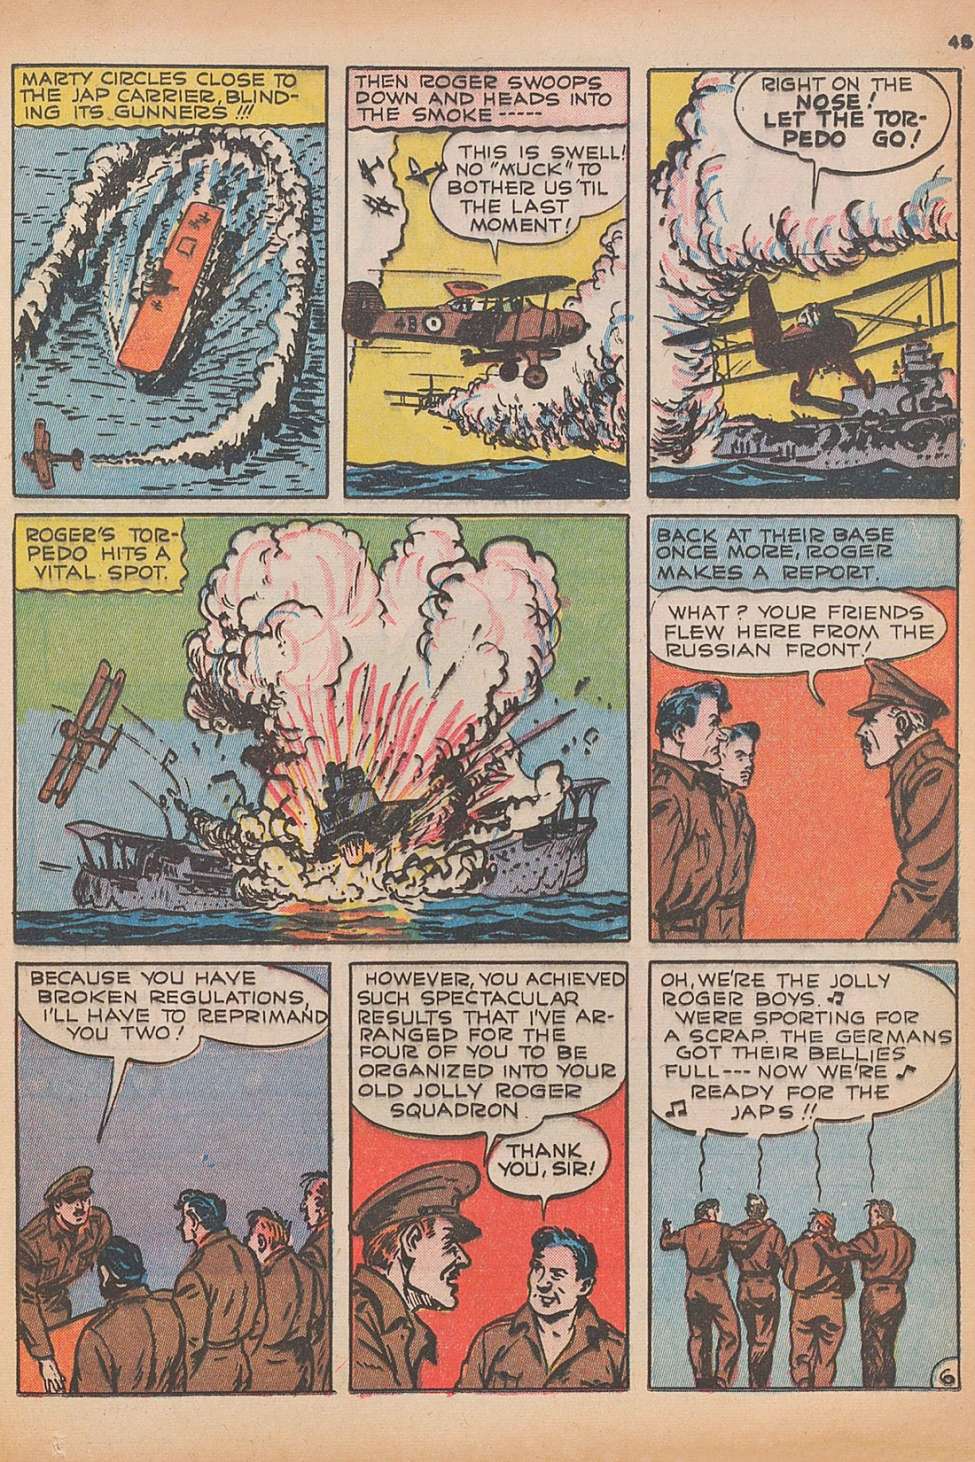 46
MARTY CIRCLES CLOSE TO
THE JAP CARRIER, BLIND-
ING ITS GUNNERS!!!
THEN ROGER SWOOPS
DOWN AND HEADS INTO
THE SMOKE -----
THIS IS SWELL!
NO "MUCK" TO
BOTHER US 'TIL
THE LAST
MOMENT!
4B
RIGHT ON THE
NOSE!
LET THE TOR-
PEDO GO!
ROGER'S TOR-
PEDO HITS A
VITAL SPOT.
BACK AT THEIR BASE
ONCE MORE, ROGER
MAKES A REPORT.
WHAT? YOUR FRIENDS
FLEW HERE FROM THE
RUSSIAN FRONT!
BECAUSE YOU HAVE
BROKEN REGULATIONS,
I'LL HAVE TO REPRIMAND
YOU TWO!
HOWEVER, YOU ACHIEVED
SUCH SPECTACULAR
RESULTS THAT I'VE AR-
RANGED FOR THE
FOUR OF YOU TO BE
ORGANIZED INTO YOUR
OLD JOLLY ROGER
SQUADRON.
THANK
YOU, SIR!
OH, WE'RE THE JOLLY
ROGER BOYS. ♫
WERE SPORTING FOR
A SCRAP. THE GERMANS
GOT THEIR BELLIES
FULL--- NOW WE'RE ♪
READY FOR THE
♫ JAPS!!
6